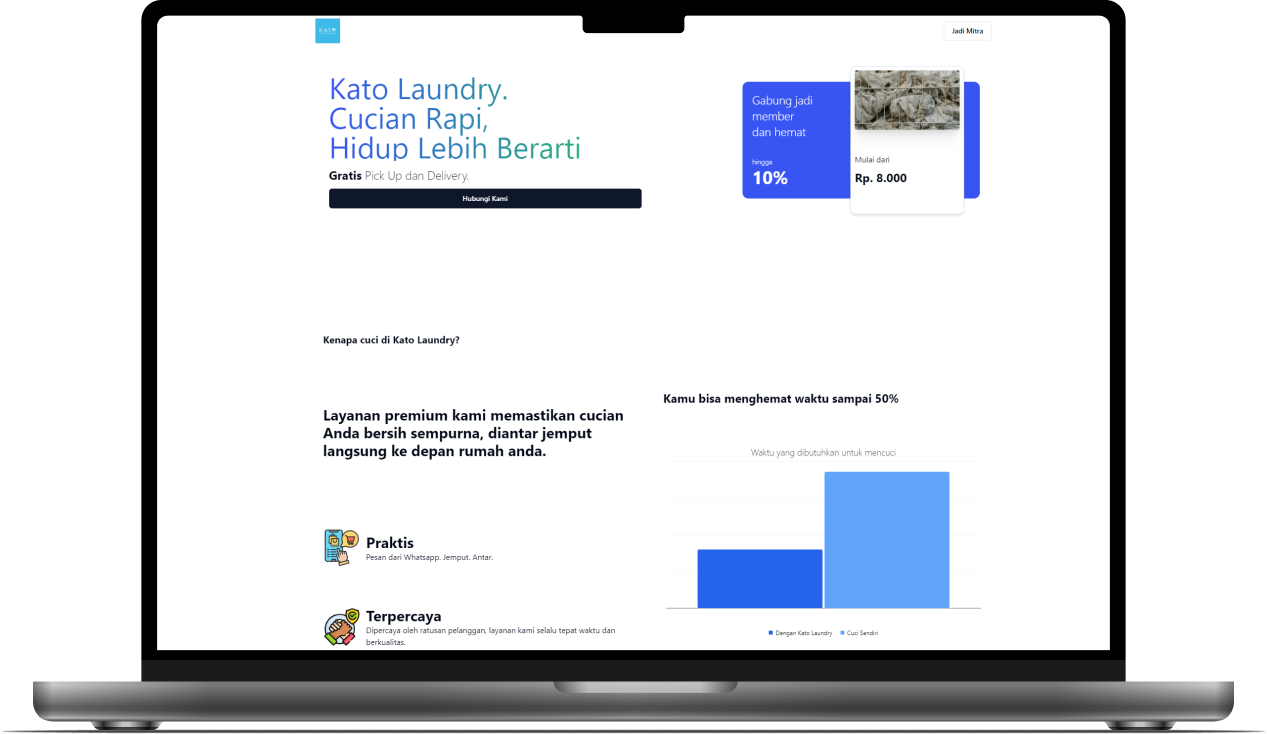 KATO
Jadi Mitra
Kato Laundry.
Cucian Rapi,
Hidup Lebih Berarti
Gratis Pick Up dan Delivery.
Hubungi Kami
Gabung jadi
member
dan hemat
hingga
10%
Mulai dari
Rp. 8.000
Kenapa cuci di Kato Laundry?
Layanan premium kami memastikan cucian
Anda bersih sempurna, diantar jemput
langsung ke depan rumah anda.
Praktis
Pesan dari Whatsapp. Jemput. Antar.
Terpercaya
Dipercaya oleh ratusan pelanggan, layanan kami selalu tepat waktu dan
berkualitas.
Kamu bisa menghemat waktu sampai 50%
Waktu yang dibutuhkan untuk mencuci
Dengan Kato Laundry
Cuci Sendiri